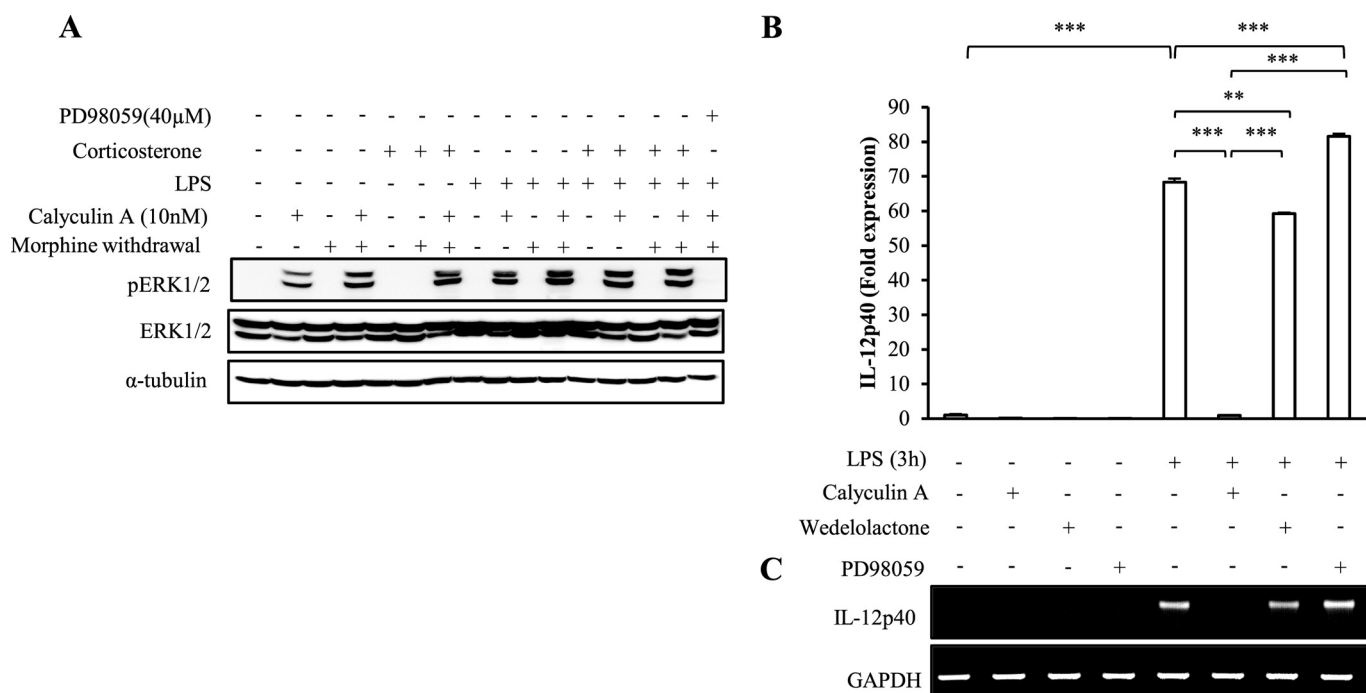 A
PD98059(40µM) - - - - - - - - - - - - - - - +
Corticosterone - - - - + + + - - - - + + + + -
LPS - - - - - - - + + + + + + + + +
Calyculin A (10nM) - + - + - - + - + - + - + - + +
Morphine withdrawal - - + + - + + - - + + - - + + +
pERK1/2
ERK1/2
α-tubulin
B
*** ***
***
**
*** ***
IL-12p40 (Fold expression)
90
80
70
60
50
40
30
20
10
0
LPS (3h) - - - - + + + +
Calyculin A - + - - - + - -
Wedelolactone - - + - - - + -
PD98059 - - - + - - - +
C
IL-12p40
GAPDH